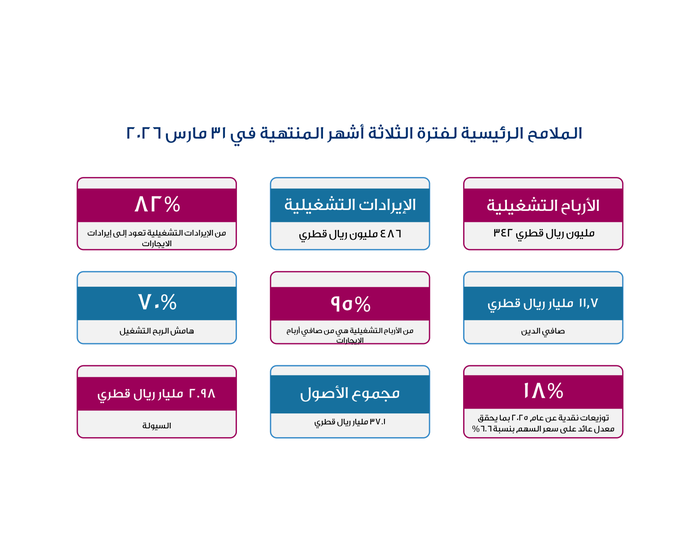 الملامح الرئيسية لفترة الثلاثة أشهر المنتهية في ٣١ مارس ٢٠٢٦
الأرباح التشغيلية
مليون ريال قطري ٣٤٢
الإيرادات التشغيلية
٤٨٦ مليون ريال قطري
٨٢%
من الإيرادات التشغيلية تعود إلى إيرادات
الايجارات
١١,٧ مليار ريال قطري
صافي الدين
٩٥%
من الأرباح التشغيلية هي من صافي أرباح
الايجارات
٧٠%
هامش الربح التشغيل
١٨%
توزيعات نقدية عن عام ٢٠٢٥ بما يحقق
معدل عائد على سعر السهم بنسبة ٦.٦%
مجموع الأصول
٣٧.١ مليار ريال قطري
٢.٩٨ مليار ريال قطري
السيولة